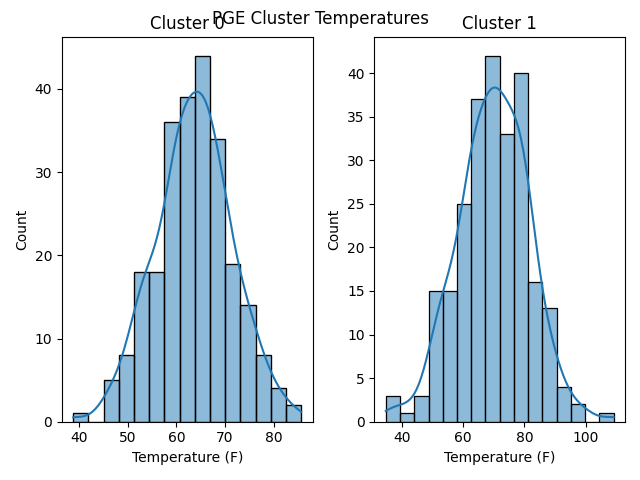 PGE Cluster Temperatures
Cluster 0
Count
40
30
20
10
0
40 50 60 70 80
Temperature (F)
Cluster 1
Count
40
35
30
25
20
15
10
5
0
40 60 80 100
Temperature (F)